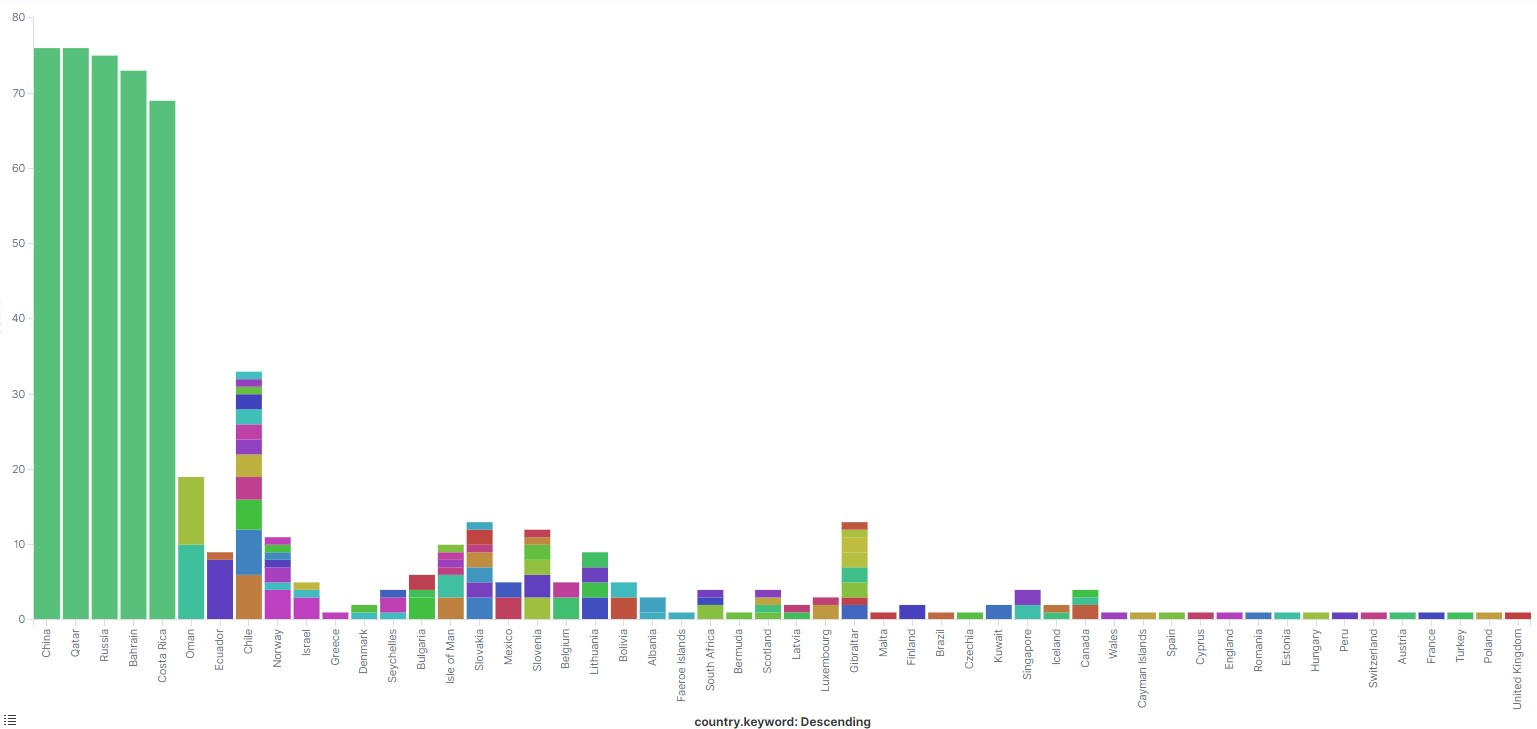 80
70
60
50
40
30
20
10
0
China
Qatar
Russia
Bahrain
Costa Rica
Oman
Ecuador
Chile
Norway
Israel
Greece
Denmark
Seychelles
Bulgaria
Isle of Man
Slovakia
Mexico
Slovenia
Belgium
Lithuania
Bolivia
Albania
Faeroe Islands
South Africa
Bermuda
Scotland
Latvia
Luxembourg
Gibraltar
Malta
Finland
Brazil
Czechia
Kuwait
Singapore
Iceland
Canada
Wales
Cayman Islands
Spain
Cyprus
England
Romania
Estonia
Hungary
Peru
Switzerland
Austria
France
Turkey
Poland
United Kingdom
country.keyword: Descending